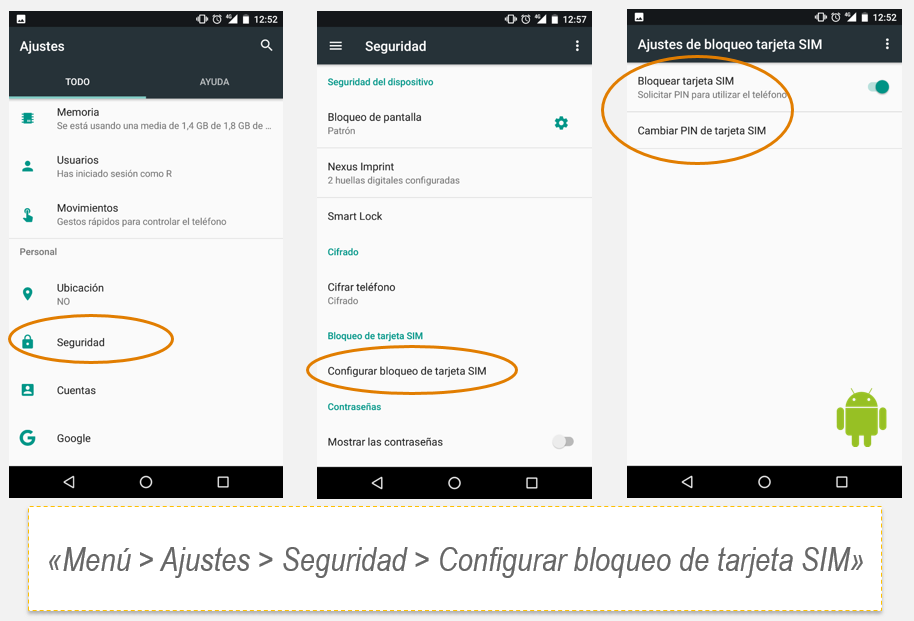 12:52
Ajustes
TODO
AYUDA
Memoria
Se está usando una media de 1,4 GB de 1,8 GB de ...
Usuarios
Has iniciado sesión como R
Movimientos
Gestos rápidos para controlar el teléfono
Personal
Ubicación
NO
Seguridad
Cuentas
Google
12:57
Seguridad
Seguridad del dispositivo
Bloqueo de pantalla
Patrón
Nexus Imprint
2 huellas digitales configuradas
Smart Lock
Cifrado
Cifrar teléfono
Cifrado
Bloqueo de tarjeta SIM
Configurar bloqueo de tarjeta SIM
Contraseñas
Mostrar las contraseñas
12:52
Ajustes de bloqueo tarjeta SIM
Bloquear tarjeta SIM
Solicitar PIN para utilizar el teléfono
Cambiar PIN de tarjeta SIM
«Menú > Ajustes > Seguridad > Configurar bloqueo de tarjeta SIM»